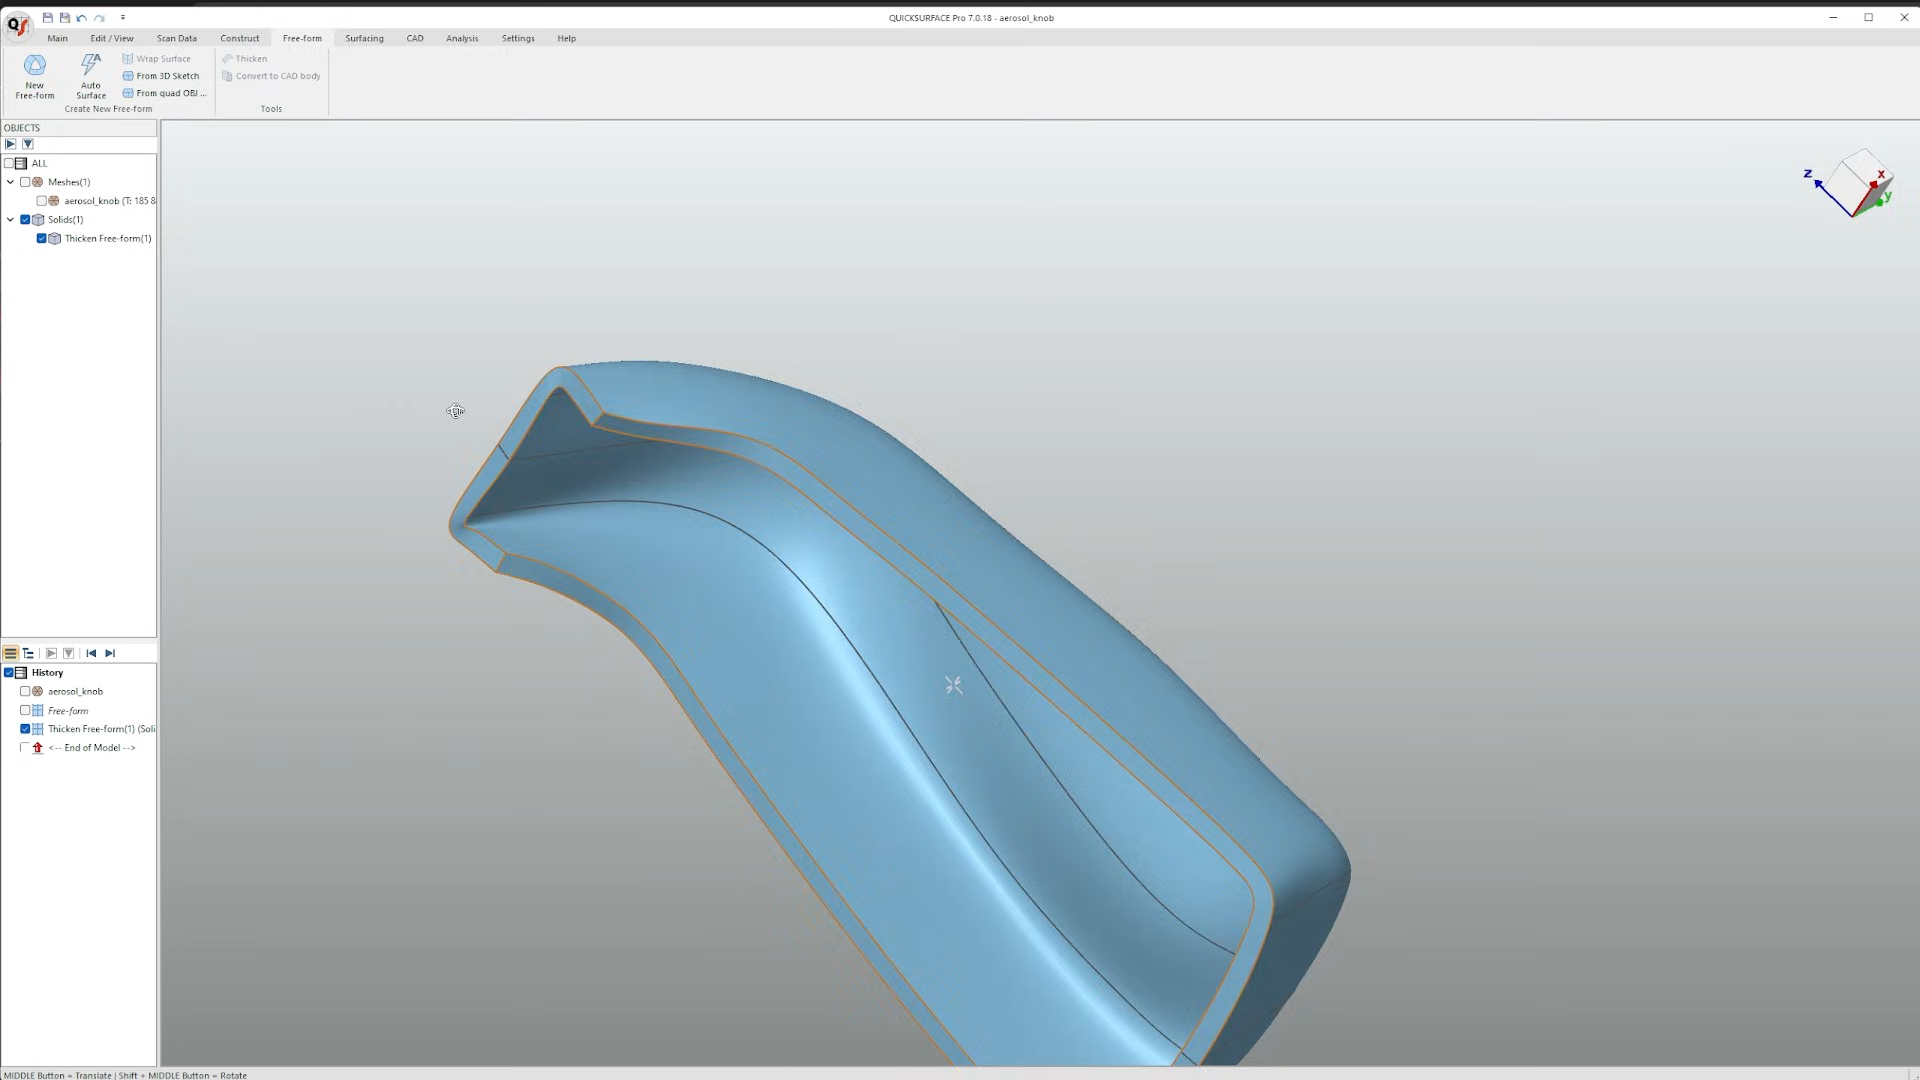 QS
QUICKSURFACE Pro 7.0.18 - aerosol_knob
Main Edit / View Scan Data Construct Free-form Surfacing CAD Analysis Settings Help
New Free-form
Auto Surface
Wrap Surface
From 3D Sketch
From quad OBJ ...
Create New Free-form
Thicken
Convert to CAD body
Tools
OBJECTS
ALL
Meshes(1)
aerosol_knob (T: 185 8
Solids(1)
Thicken Free-form(1)
z
x
y
History
aerosol_knob
Free-form
Thicken Free-form(1) (Soli
<-- End of Model -->
MIDDLE Button = Translate | Shift + MIDDLE Button = Rotate